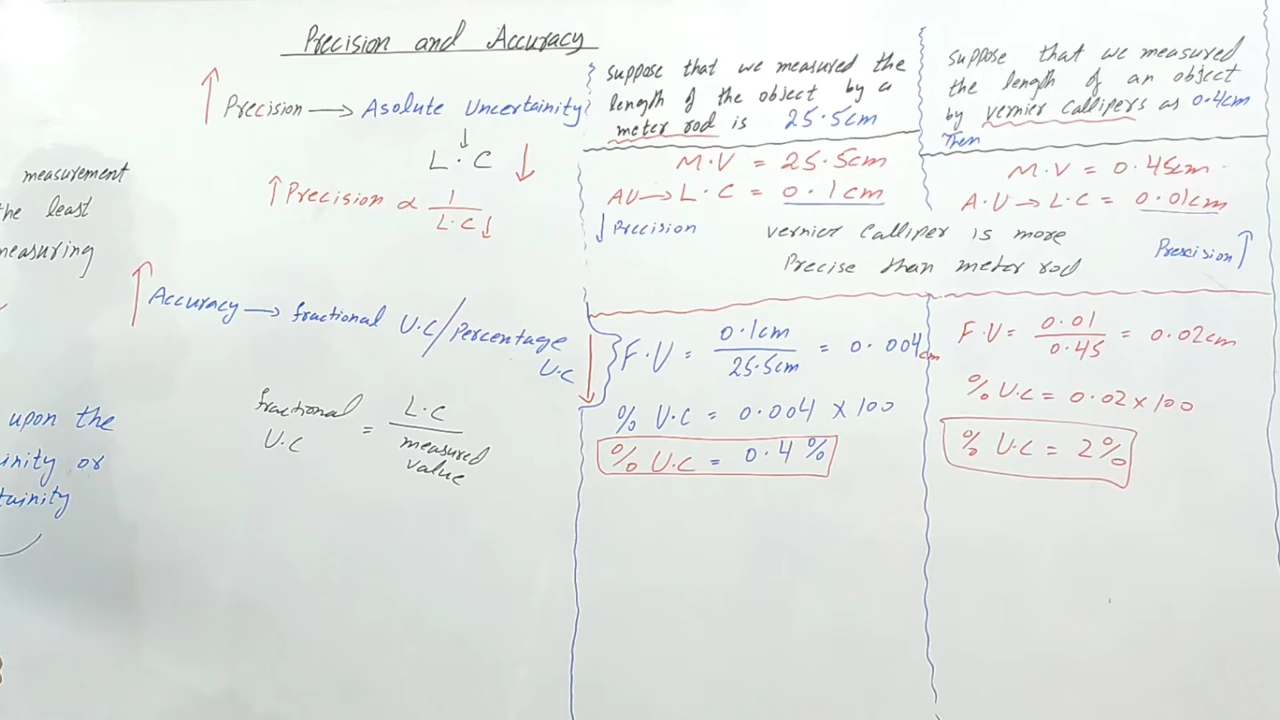 Precision and Accuracy
measurement
the least
measuring
upon the
inity or
tainity
Precision → Asolute Uncertainity
↓
L.C ↓
↑ Precision ∝ 1/L.C ↓
Accuracy → fractional U.C/Percentage
U.C
fractional U.C = L.C/measured value
suppose that we measured the
length of the object by a
meter rod is 25.5cm
M.V = 25.5cm
AU → L.C = 0.1cm
↓ Precision
suppose that we measured
the length of an object
by vernier Callipers as 0.4cm
Then
M.V = 0.45cm
A.U → L.C = 0.01cm
vernier Calliper is more
Precise than meter rod
Prescision ↑
F.U = 0.1cm/25.5cm = 0.004cm
% U.C = 0.004 × 100
% U.C = 0.4%
F.U = 0.01/0.45 = 0.02cm
% U.C = 0.02 × 100
% U.C = 2%